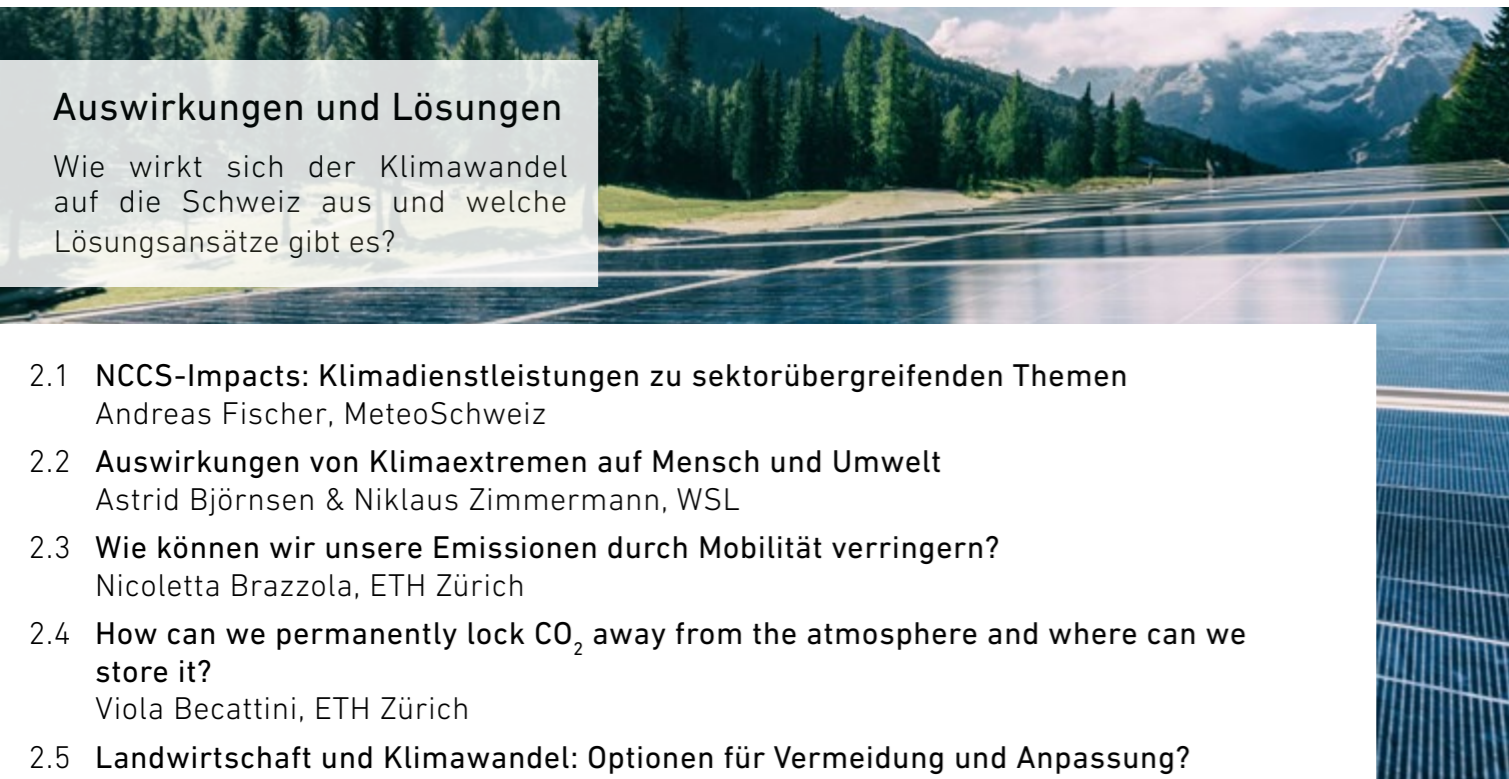 Auswirkungen und Lösungen
Wie wirkt sich der Klimawandel
auf die Schweiz aus und welche
Lösungsansätze gibt es?
2.1 NCCS-Impacts: Klimadienstleistungen zu sektorübergreifenden Themen
Andreas Fischer, MeteoSchweiz
2.2 Auswirkungen von Klimaextremen auf Mensch und Umwelt
Astrid Björnsen & Niklaus Zimmermann, WSL
2.3 Wie können wir unsere Emissionen durch Mobilität verringern?
Nicoletta Brazzola, ETH Zürich
2.4 How can we permanently lock CO₂ away from the atmosphere and where can we
store it?
Viola Becattini, ETH Zürich
2.5 Landwirtschaft und Klimawandel: Optionen für Vermeidung und Anpassung?